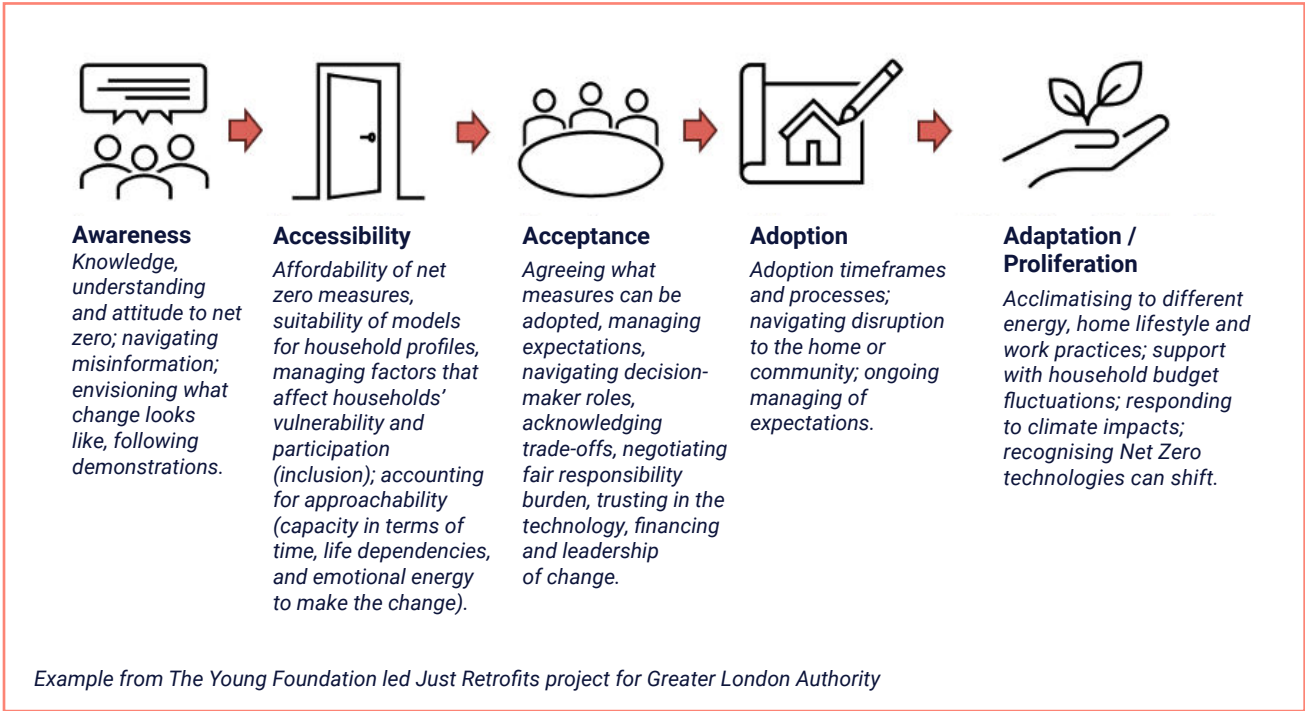 Awareness
Knowledge,
understanding
and attitude to net
zero; navigating
misinformation;
envisioning what
change looks
like, following
demonstrations.
Accessibility
Affordability of net
zero measures,
suitability of models
for household profiles,
managing factors that
affect households’
vulnerability and
participation
(inclusion); accounting
for approachability
(capacity in terms of
time, life dependencies,
and emotional energy
to make the change).
Acceptance
Agreeing what
measures can be
adopted, managing
expectations,
navigating decision-
maker roles,
acknowledging
trade-offs, negotiating
fair responsibility
burden, trusting in the
technology, financing
and leadership
of change.
Adoption
Adoption timeframes
and processes;
navigating disruption
to the home or
community; ongoing
managing of
expectations.
Adaptation /
Proliferation
Acclimatising to different
energy, home lifestyle and
work practices; support
with household budget
fluctuations; responding
to climate impacts;
recognising Net Zero
technologies can shift.
Example from The Young Foundation led Just Retrofits project for Greater London Authority